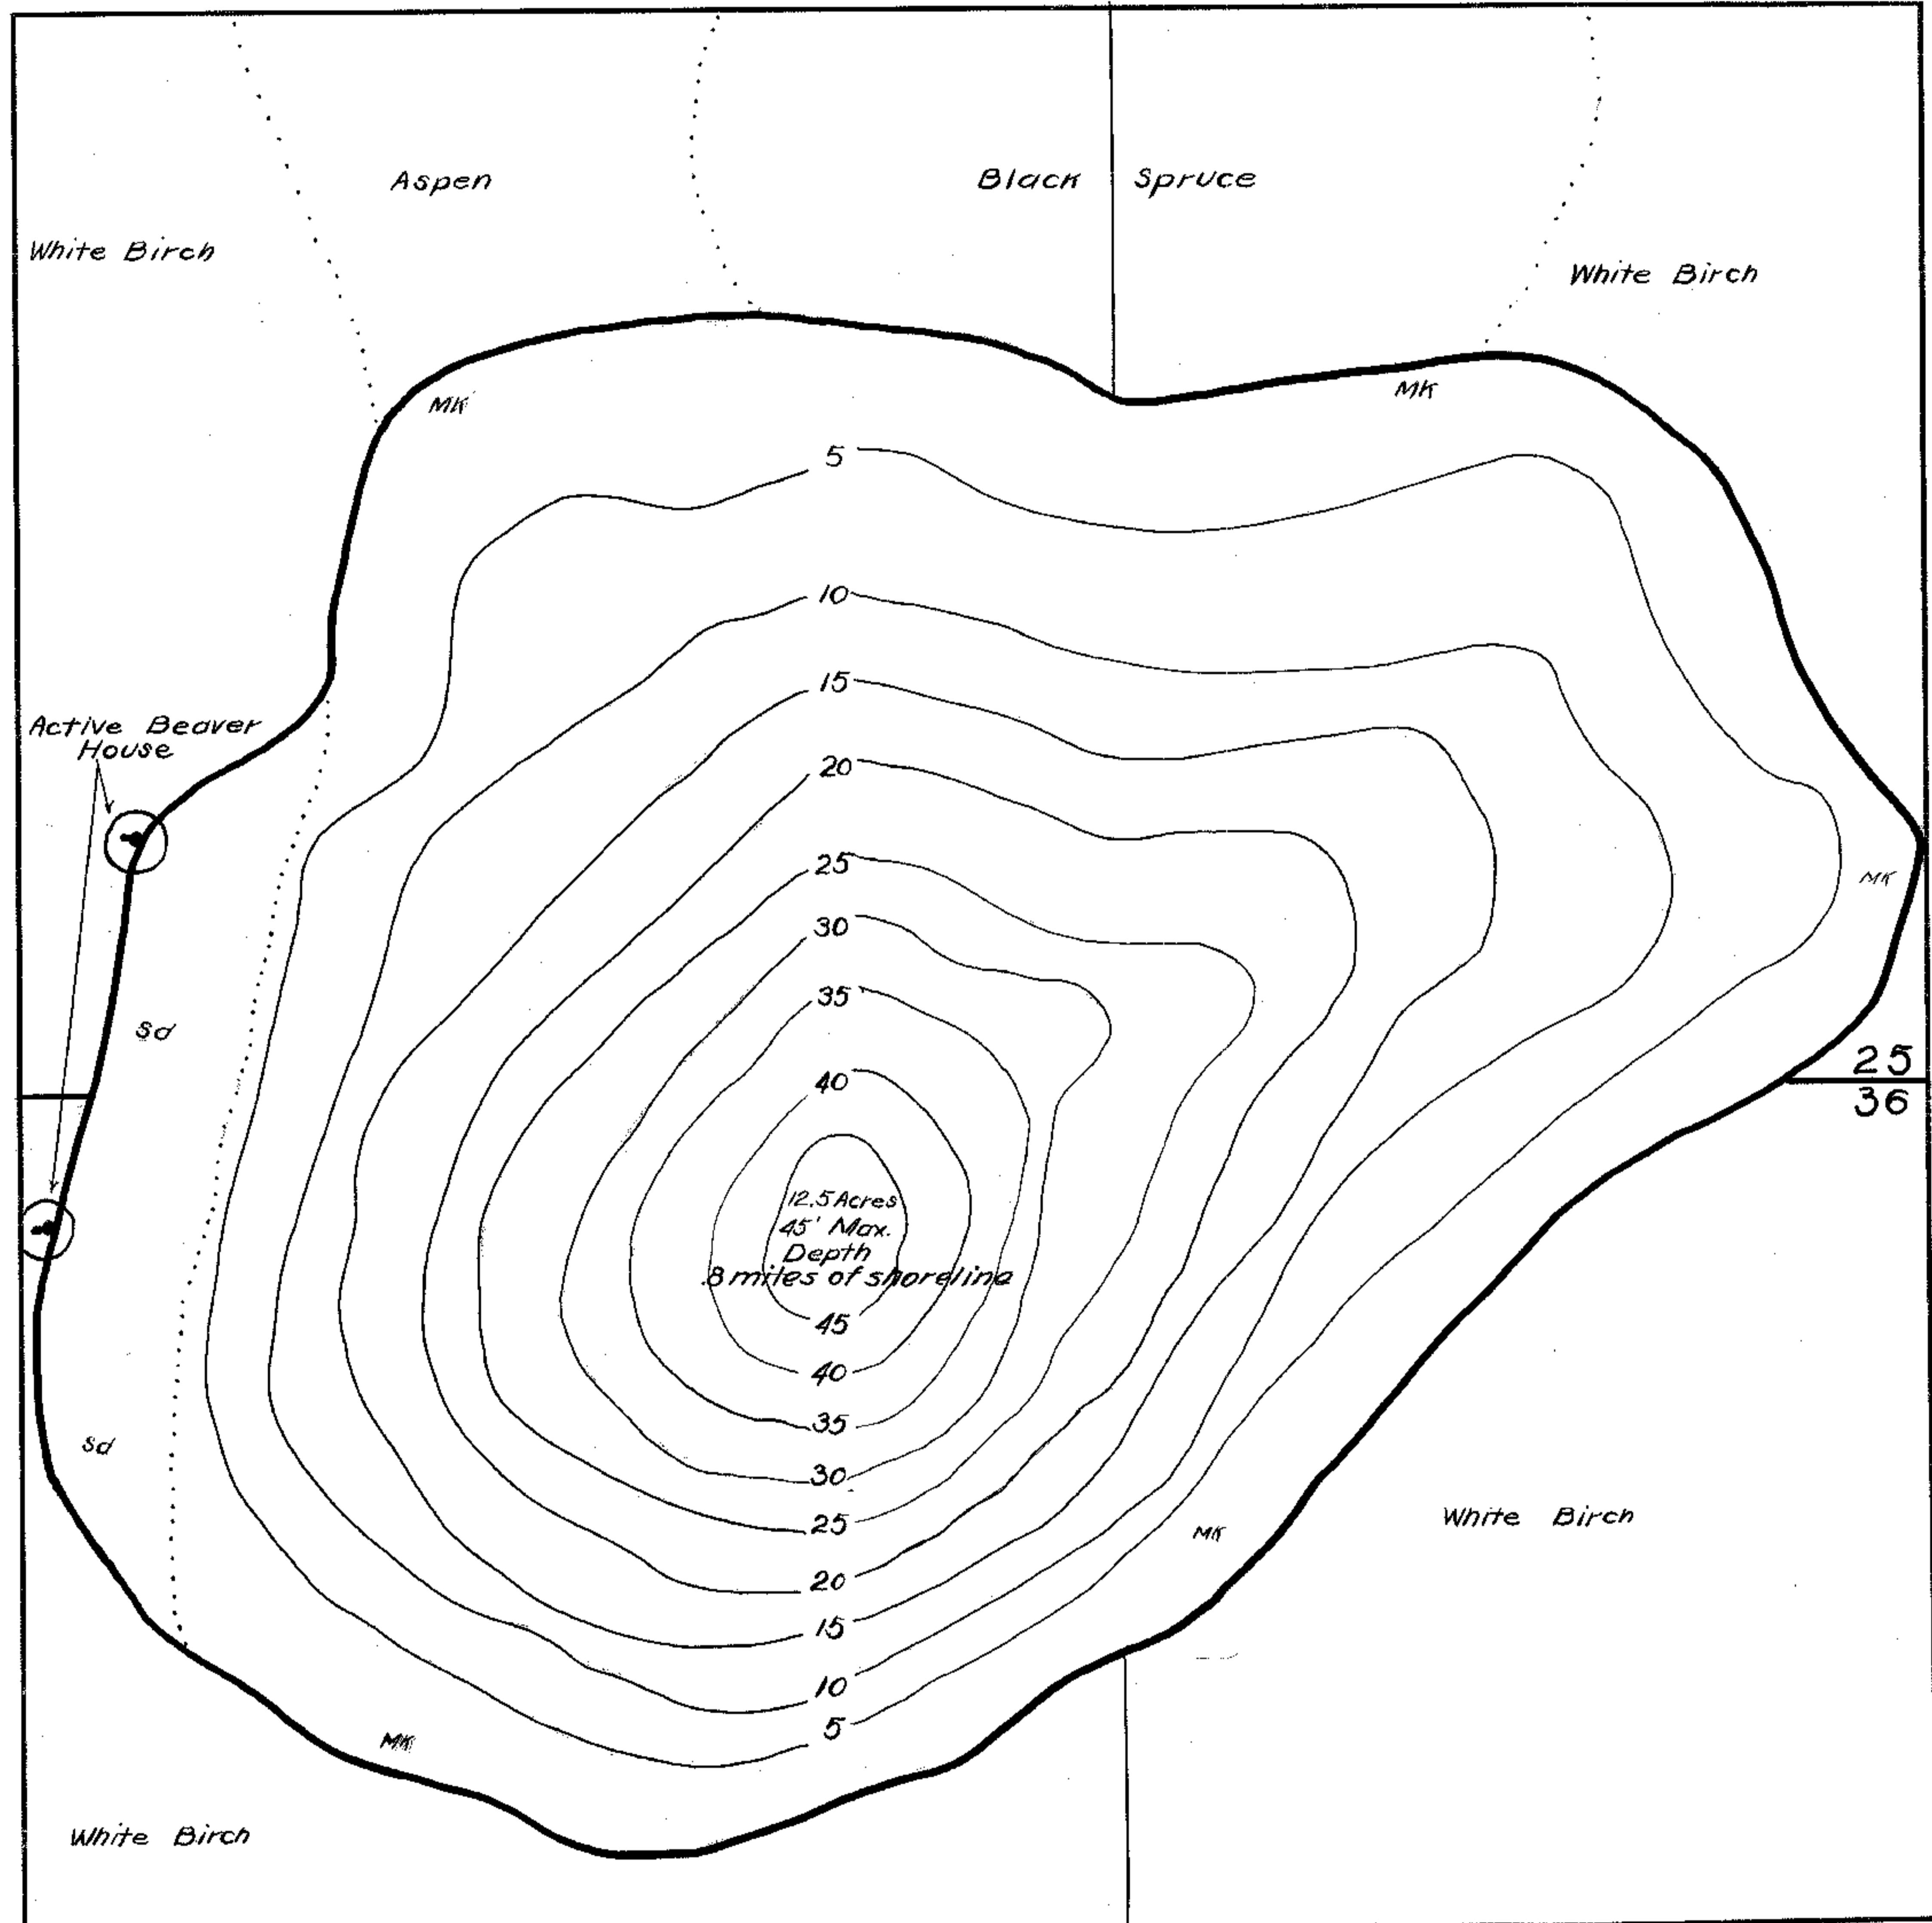 Aspen
Black Spruce
White Birch
White Birch
MK
MK
5
10
15
Active Beaver
House
20
25
MK
30
35
Sd
25
40
36
12.5 Acres
45' Max.
Depth
.8 miles of shoreline
45
40
35
Sd
30
25
White Birch
MK
20
15
10
5
MK
White Birch